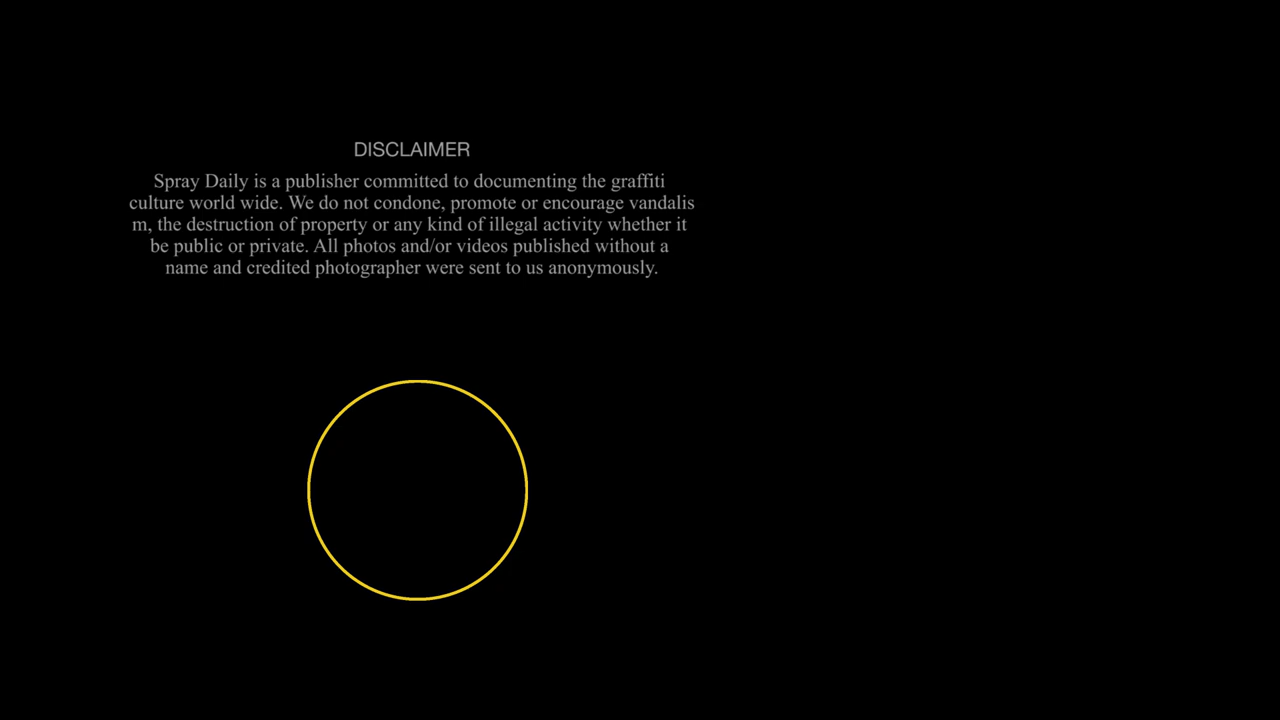 DISCLAIMER
Spray Daily is a publisher committed to documenting the graffiti
culture world wide. We do not condone, promote or encourage vandalis
m, the destruction of property or any kind of illegal activity whether it
be public or private. All photos and/or videos published without a
name and credited photographer were sent to us anonymously.